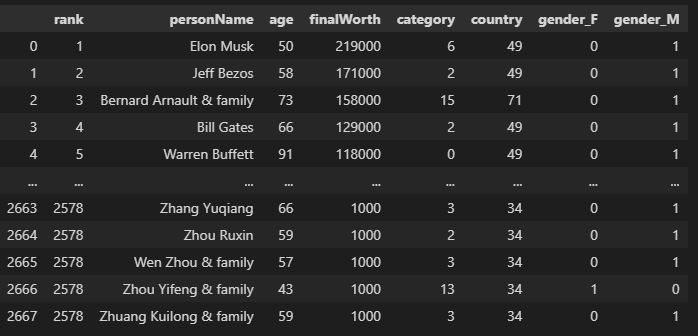 rank personName age finalWorth category country gender_F gender_M
0 1 Elon Musk 50 219000 6 49 0 1
1 2 Jeff Bezos 58 171000 2 49 0 1
2 3 Bernard Arnault & family 73 158000 15 71 0 1
3 4 Bill Gates 66 129000 2 49 0 1
4 5 Warren Buffett 91 118000 0 49 0 1
... ... ... ... ... ... ... ... ...
2663 2578 Zhang Yuqiang 66 1000 3 34 0 1
2664 2578 Zhou Ruxin 59 1000 2 34 0 1
2665 2578 Wen Zhou & family 57 1000 3 34 0 1
2666 2578 Zhou Yifeng & family 43 1000 13 34 1 0
2667 2578 Zhuang Kuilong & family 59 1000 3 34 0 1